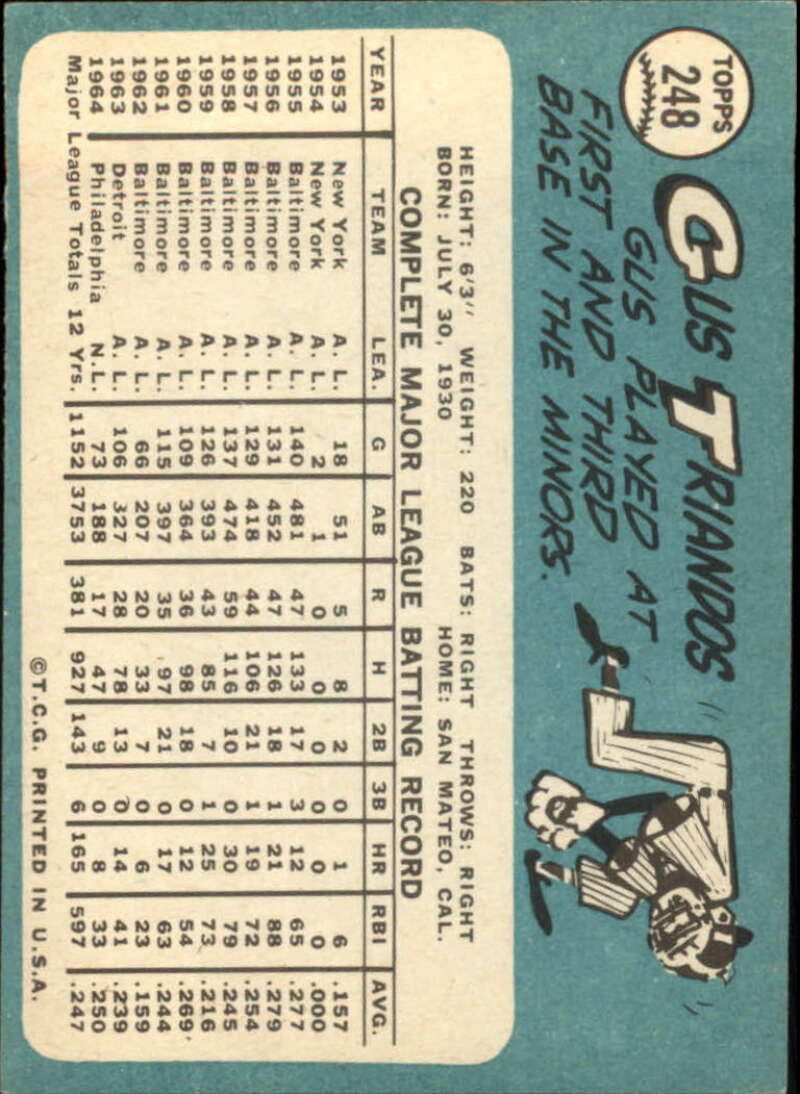 TOPPS
248
GUS TRIANDOS
GUS PLAYED AT
FIRST AND THIRD
BASE IN THE MINORS.
HEIGHT: 6'3" WEIGHT: 220 BATS: RIGHT THROWS: RIGHT
BORN: JULY 30, 1930 HOME: SAN MATEO, CAL.
COMPLETE MAJOR LEAGUE BATTING RECORD
YEAR TEAM LEA. G AB R H 2B 3B HR RBI AVG.
1953 New York A. L. 18 51 5 8 2 0 1 6 .157
1954 New York A. L. 2 1 0 0 0 0 0 0 .000
1955 Baltimore A. L. 140 481 47 133 17 3 12 65 .277
1956 Baltimore A. L. 131 452 47 126 18 1 21 88 .279
1957 Baltimore A. L. 129 418 44 106 21 1 19 72 .254
1958 Baltimore A. L. 137 474 59 116 10 0 30 79 .245
1959 Baltimore A. L. 126 393 43 85 7 1 25 73 .216
1960 Baltimore A. L. 109 364 36 98 18 0 12 54 .269
1961 Baltimore A. L. 115 397 35 97 21 0 17 63 .244
1962 Baltimore A. L. 66 207 20 33 7 0 6 23 .159
1963 Detroit A. L. 106 327 28 78 13 0 14 41 .239
1964 Philadelphia N. L. 73 188 17 47 9 0 8 33 .250
Major League Totals 12 Yrs. 1152 3753 381 927 143 6 165 597 .247
©T.C.G. PRINTED IN U.S.A.